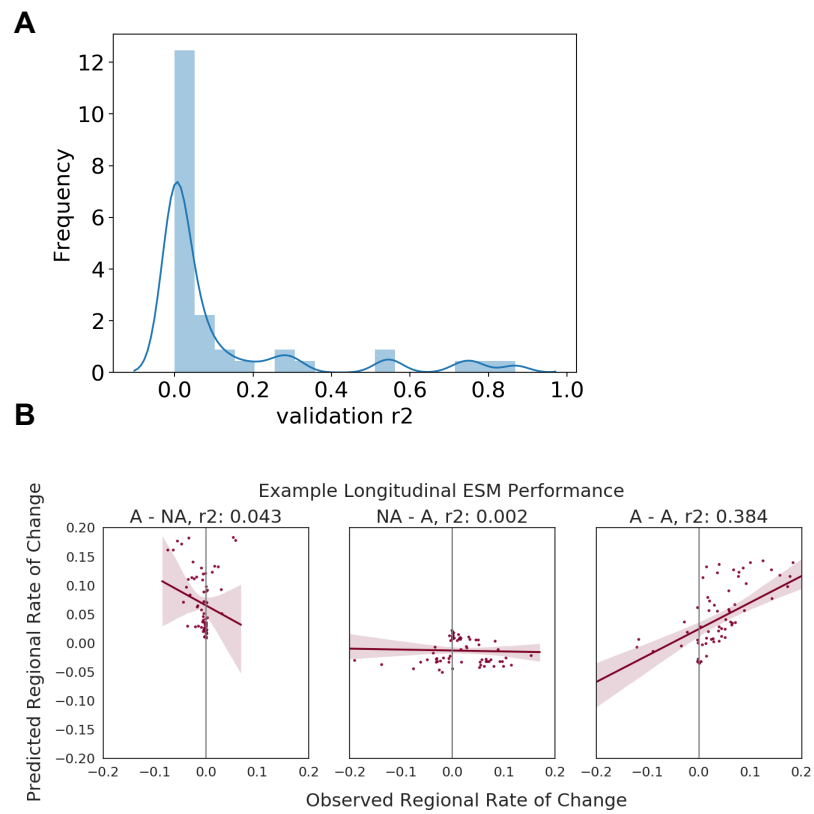 A
Frequency
12
10
8
6
4
2
0
0.0 0.2 0.4 0.6 0.8 1.0
validation r2
B
Example Longitudinal ESM Performance
A - NA, r2: 0.043 NA - A, r2: 0.002 A - A, r2: 0.384
Predicted Regional Rate of Change
0.20
0.15
0.10
0.05
0.00
−0.05
−0.10
−0.15
−0.20
−0.2 −0.1 0.0 0.1 0.2 −0.2 −0.1 0.0 0.1 0.2 −0.2 −0.1 0.0 0.1 0.2
Observed Regional Rate of Change